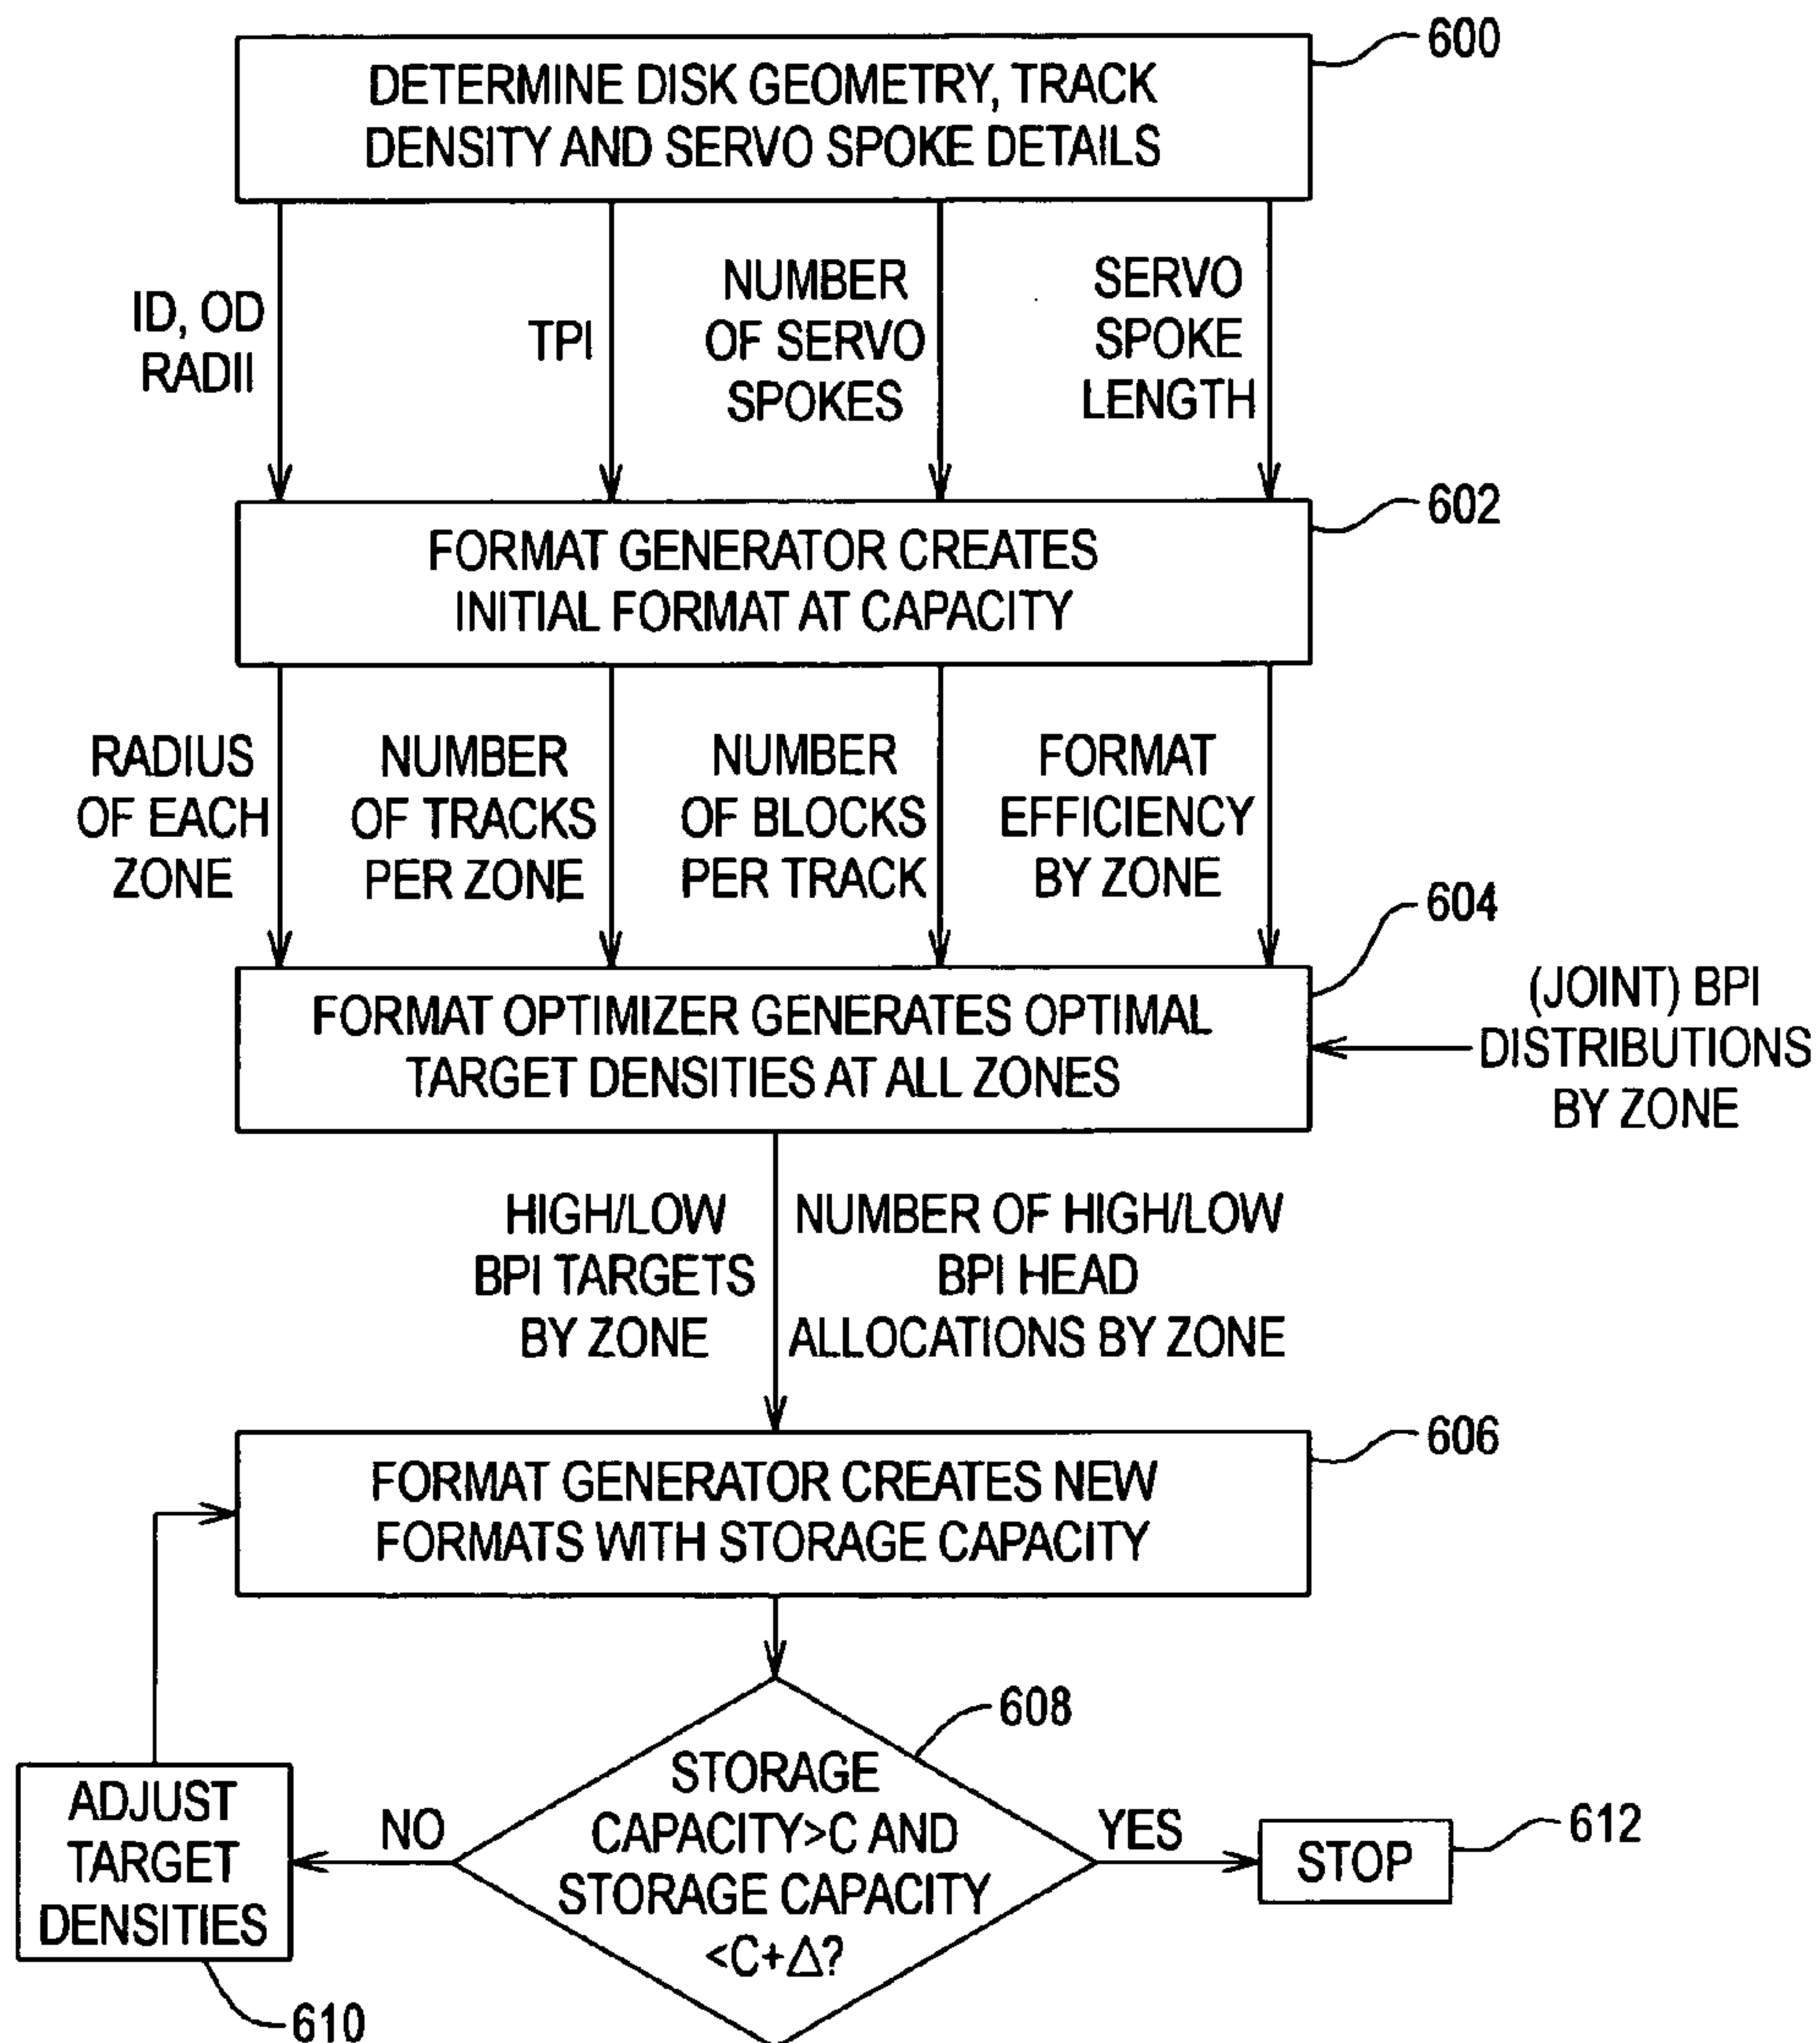 600
DETERMINE DISK GEOMETRY, TRACK
DENSITY AND SERVO SPOKE DETAILS
ID, OD
RADII
TPI
NUMBER
OF SERVO
SPOKES
SERVO
SPOKE
LENGTH
602
FORMAT GENERATOR CREATES
INITIAL FORMAT AT CAPACITY
RADIUS
OF EACH
ZONE
NUMBER
OF TRACKS
PER ZONE
NUMBER
OF BLOCKS
PER TRACK
FORMAT
EFFICIENCY
BY ZONE
604
FORMAT OPTIMIZER GENERATES OPTIMAL
TARGET DENSITIES AT ALL ZONES
(JOINT) BPI
DISTRIBUTIONS
BY ZONE
HIGH/LOW
BPI TARGETS
BY ZONE
NUMBER OF HIGH/LOW
BPI HEAD
ALLOCATIONS BY ZONE
606
FORMAT GENERATOR CREATES NEW
FORMATS WITH STORAGE CAPACITY
608
STORAGE
CAPACITY>C AND
STORAGE CAPACITY
<C+Δ?
NO
ADJUST
TARGET
DENSITIES
610
YES
STOP
612